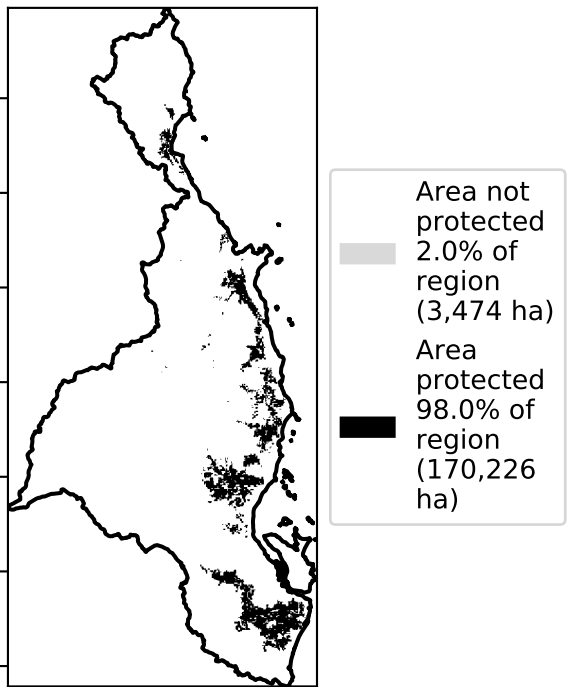 Area not
protected
2.0% of
region
(3,474 ha)
Area
protected
98.0% of
region
(170,226
ha)